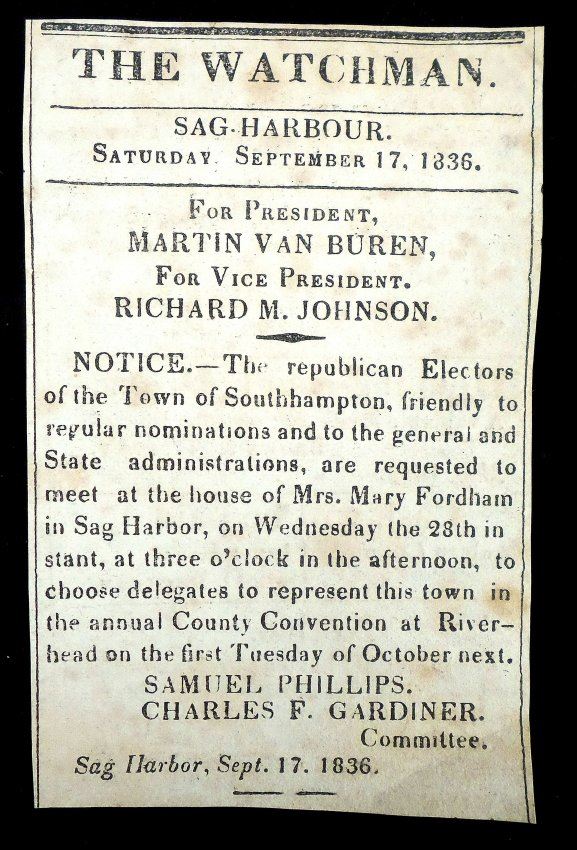 THE WATCHMAN.
SAG-HARBOUR.
SATURDAY. SEPTEMBER 17, 1836.
FOR PRESIDENT,
MARTIN VAN BUREN,
FOR VICE PRESIDENT.
RICHARD M. JOHNSON.
NOTICE.—The republican Electors
of the Town of Southhampton, friendly to
regular nominations and to the general and
State administrations, are requested to
meet at the house of Mrs. Mary Fordham
in Sag Harbor, on Wednesday the 28th in
stant, at three o'clock in the afternoon, to
choose delegates to represent this town in
the annual County Convention at River-
head on the first Tuesday of October next.
SAMUEL PHILLIPS.
CHARLES F. GARDINER.
Committee.
Sag Harbor, Sept. 17. 1836.